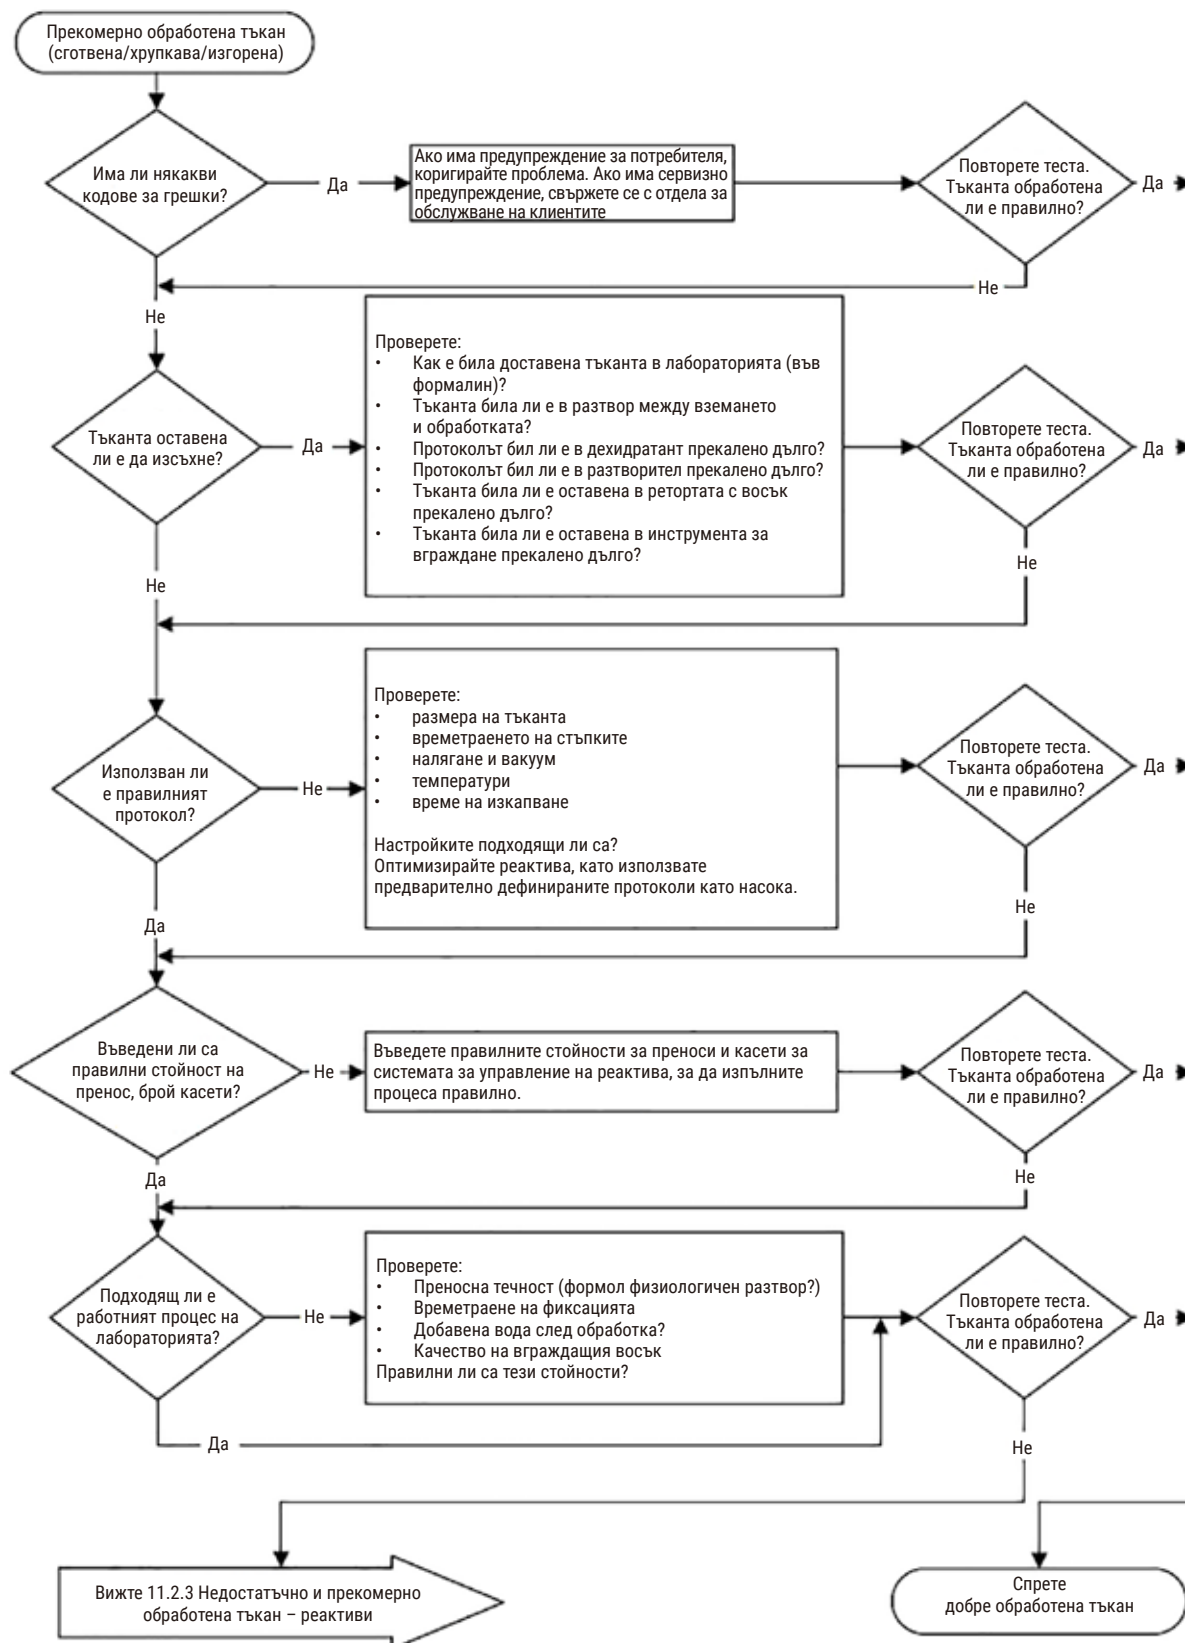 Прекомерно обработена тъкан
(сготвена/хрупкава/изгорена)
Има ли някакви
кодове за грешки?
Да
Ако има предупреждение за потребителя,
коригирайте проблема. Ако има сервизно
предупреждение, свържете се с отдела за
обслужване на клиентите
Повторете теста.
Тъканта обработена
ли е правилно?
Да
Не
Не
Тъканта оставена
ли е да изсъхне?
Да
Проверете:
• Как е била доставена тъканта в лабораторията (във
формалин)?
• Тъканта била ли е в разтвор между вземането
и обработката?
• Протоколът бил ли е в дехидратант прекалено дълго?
• Протоколът бил ли е в разтворител прекалено дълго?
• Тъканта била ли е оставена в ретортата с восък
прекалено дълго?
• Тъканта била ли е оставена в инструмента за
вграждане прекалено дълго?
Повторете теста.
Тъканта обработена
ли е правилно?
Да
Не
Не
Използван ли
е правилният
протокол?
Не
Проверете:
• размера на тъканта
• времетраенето на стъпките
• налягане и вакуум
• температури
• време на изкапване
Настройките подходящи ли са?
Оптимизирайте реактива, като използвате
предварително дефинираните протоколи като насока.
Повторете теста.
Тъканта обработена
ли е правилно?
Да
Не
Да
Въведени ли са
правилни стойност на
пренос, брой касети?
Не
Въведете правилните стойности за преноси и касети за
системата за управление на реактива, за да изпълните
процеса правилно.
Повторете теста.
Тъканта обработена
ли е правилно?
Да
Не
Да
Подходящ ли е
работният процес на
лабораторията?
Не
Проверете:
• Преносна течност (формол физиологичен разтвор?)
• Времетраене на фиксацията
• Добавена вода след обработка?
• Качество на вграждащия восък
Правилни ли са тези стойности?
Повторете теста.
Тъканта обработена
ли е правилно?
Да
Да
Не
Вижте 11.2.3 Недостатъчно и прекомерно
обработена тъкан – реактиви
Спрете
добре обработена тъкан